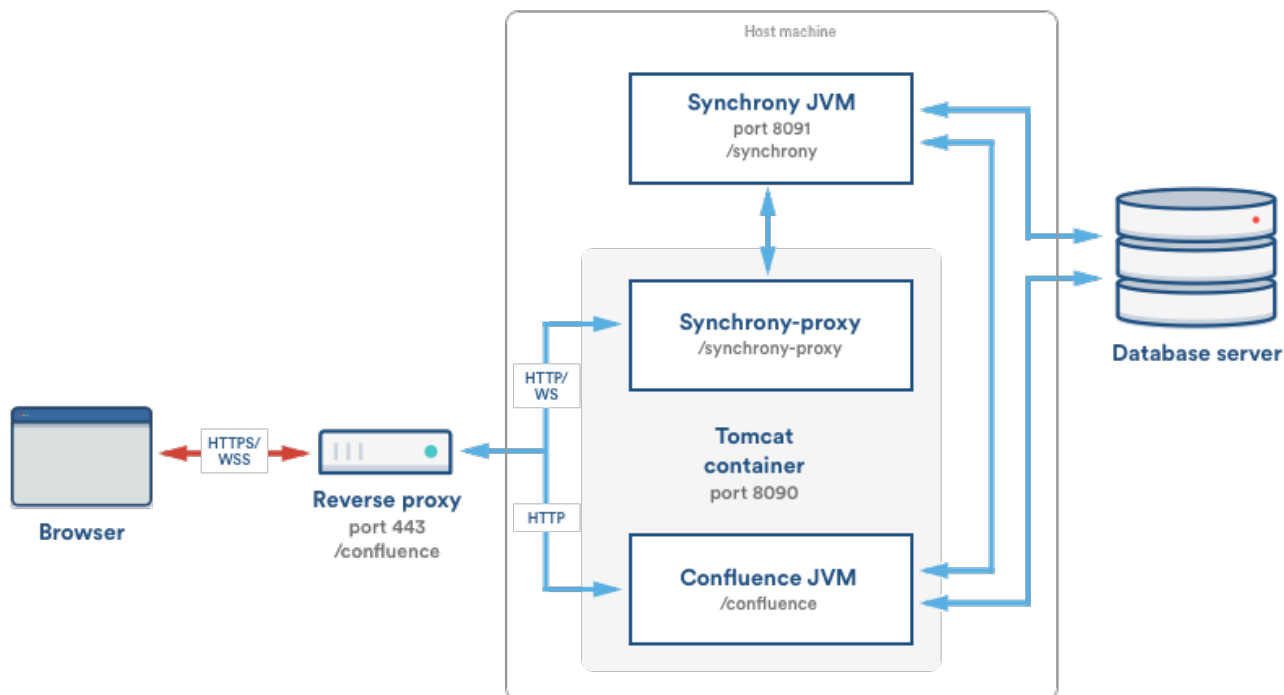 Host machine
Synchrony JVM
port 8091
/synchrony
Synchrony-proxy
/synchrony-proxy
HTTP/
WS
Database server
HTTPS/
WSS
Tomcat
container
port 8090
Reverse proxy
port 443
/confluence
Browser
HTTP
Confluence JVM
/confluence